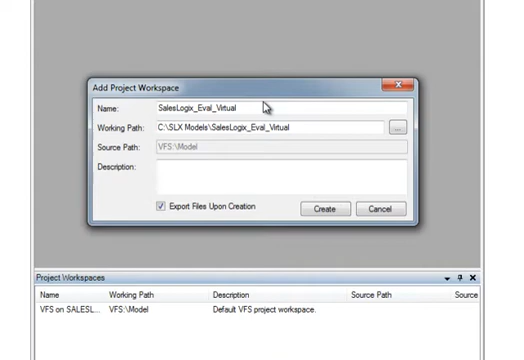 Add Project Workspace
Name: SalesLogix_Eval_Virtual
Working Path: C:\SLX Models\SalesLogix_Eval_Virtual ...
Source Path: VFS:\Model
Description:
Export Files Upon Creation Create Cancel
Project Workspaces
Name Working Path Description Source Path Source
VFS on SALESL... VFS:\Model Default VFS project workspace.